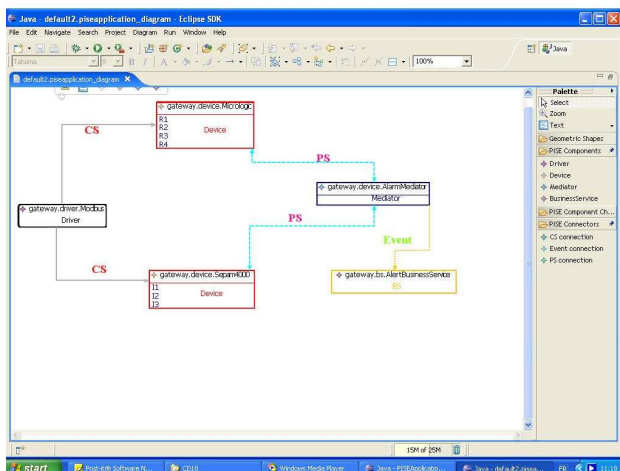 Java - default2.piseapplication_diagram - Eclipse SDK
File Edit Navigate Search Project Diagram Run Window Help
Java
Tahoma 9 B I A 100%
default2.piseapplication_diagram
Palette
Select
Zoom
Text
Geometric Shapes
PISE Components
Driver
Device
Mediator
BusinessService
PISE Component Ch...
PISE Connectors
CS connection
Event connection
PS connection
gateway.device.Micrologic
R1
R2
R3
R4
Device
CS
PS
gateway.device.AlarmMediator
Mediator
gateway.driver.Modbus
Driver
PS
Event
CS
gateway.device.Sepam4000
I1
I2
I3
Device
gateway.bs.AlertBusinessService
BS
15M of 25M
start
Post-it® Software N...
CD10
Windows Media Player
Java - PISEApplicatio...
Java - default2.pisea...
FR
11:18